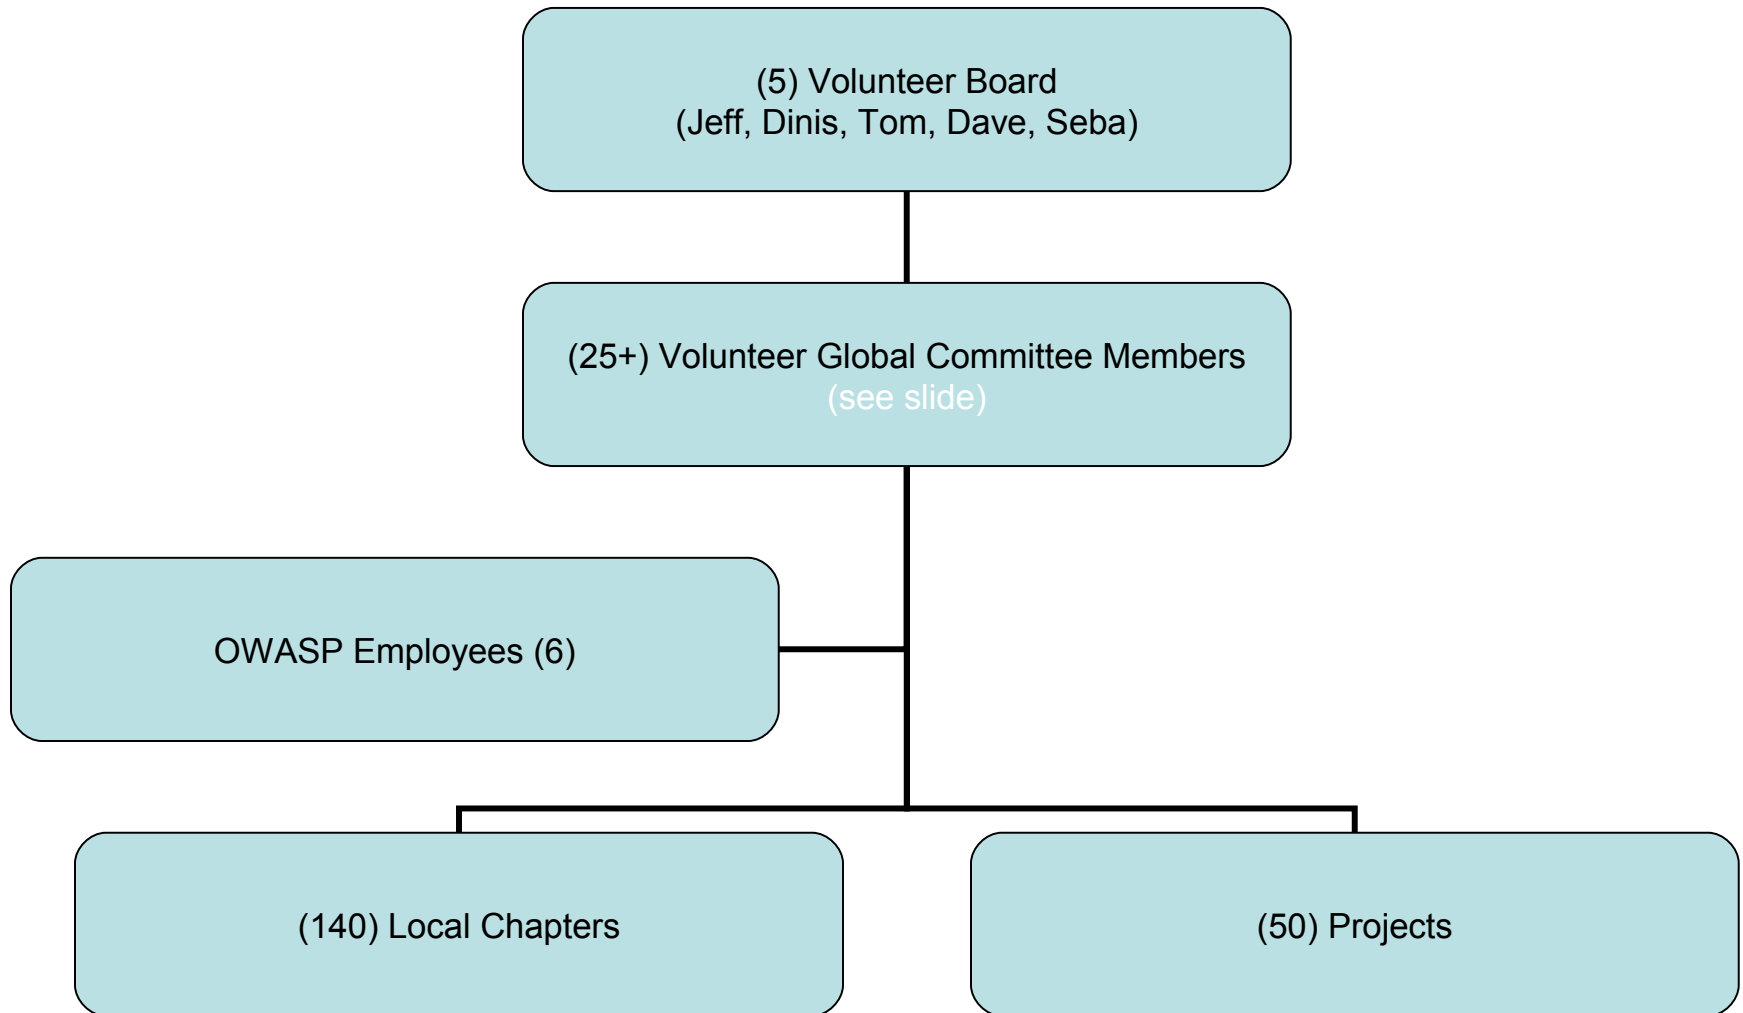 (5) Volunteer Board
(Jeff, Dinis, Tom, Dave, Seba)
(25+) Volunteer Global Committee Members
(see slide)
OWASP Employees (6)
(140) Local Chapters
(50) Projects